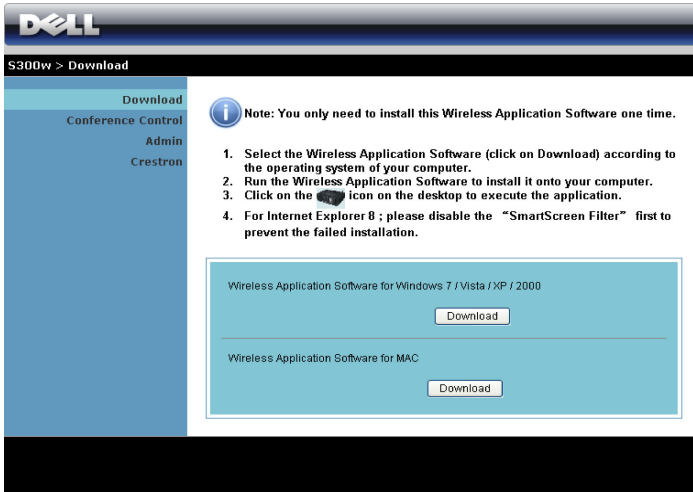 DELL
S300w > Download
Download
Conference Control
Admin
Crestron
Note: You only need to install this Wireless Application Software one time.
1. Select the Wireless Application Software (click on Download) according to
the operating system of your computer.
2. Run the Wireless Application Software to install it onto your computer.
3. Click on the icon on the desktop to execute the application.
4. For Internet Explorer 8 ; please disable the “SmartScreen Filter” first to
prevent the failed installation.
Wireless Application Software for Windows 7 / Vista / XP / 2000
Download
Wireless Application Software for MAC
Download